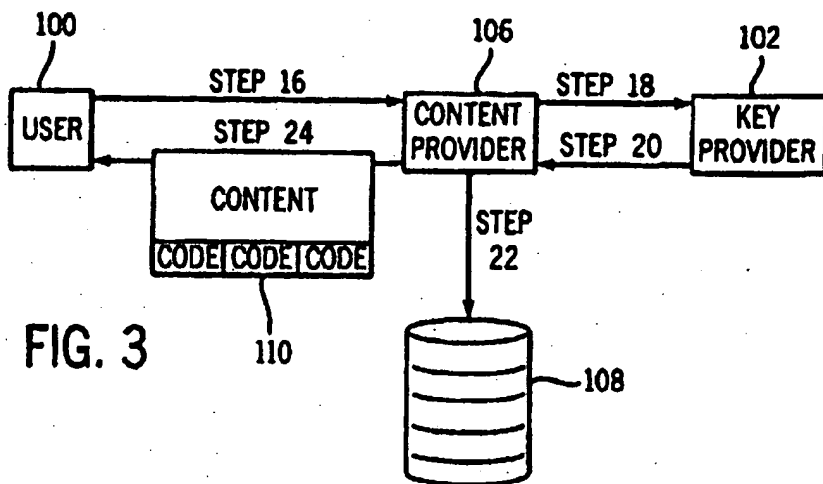 100
106
102
USER
STEP 16
CONTENT
PROVIDER
STEP 18
KEY
PROVIDER
STEP 24
STEP 20
CONTENT
CODE CODE CODE
STEP
22
FIG. 3
110
108